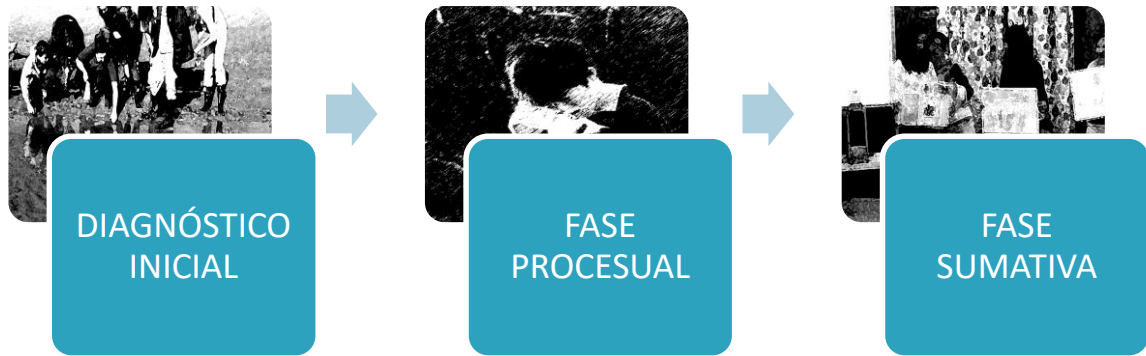 DIAGNÓSTICO
INICIAL
FASE
PROCESUAL
FASE
SUMATIVA